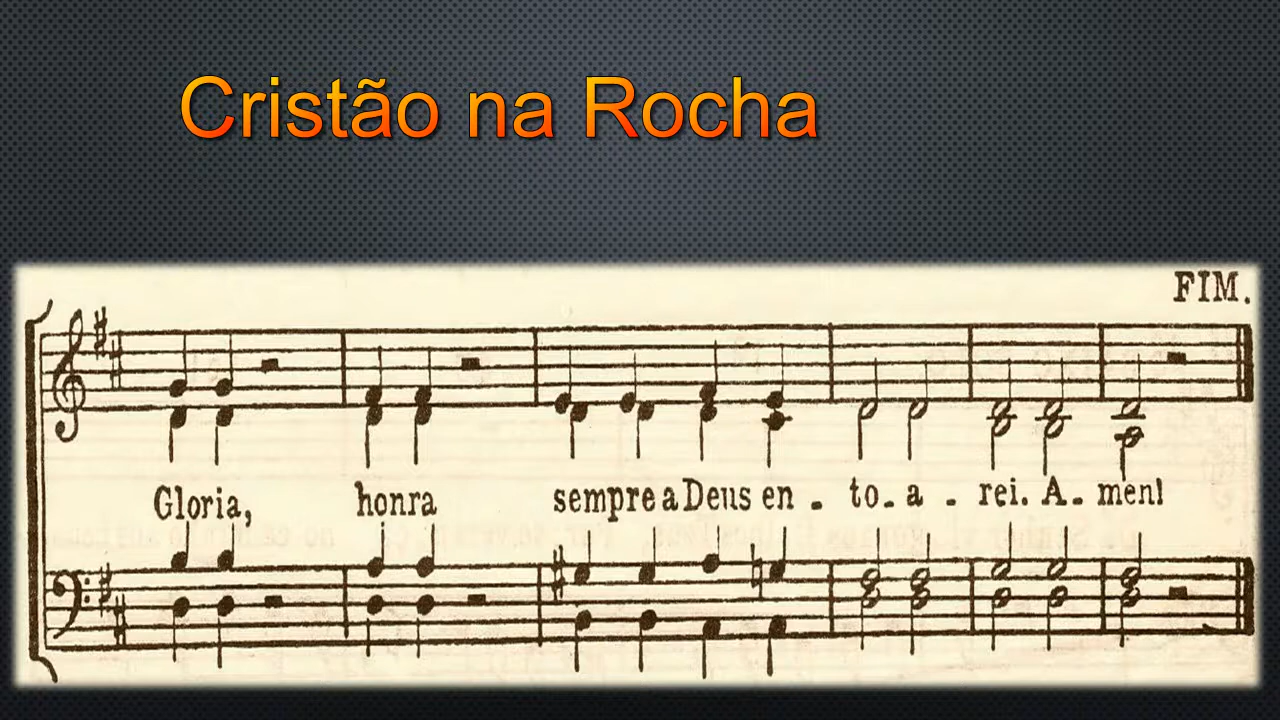 Cristão na Rocha
FIM.
Gloria, honra sempre a Deus en - to - a - rei. A - men!